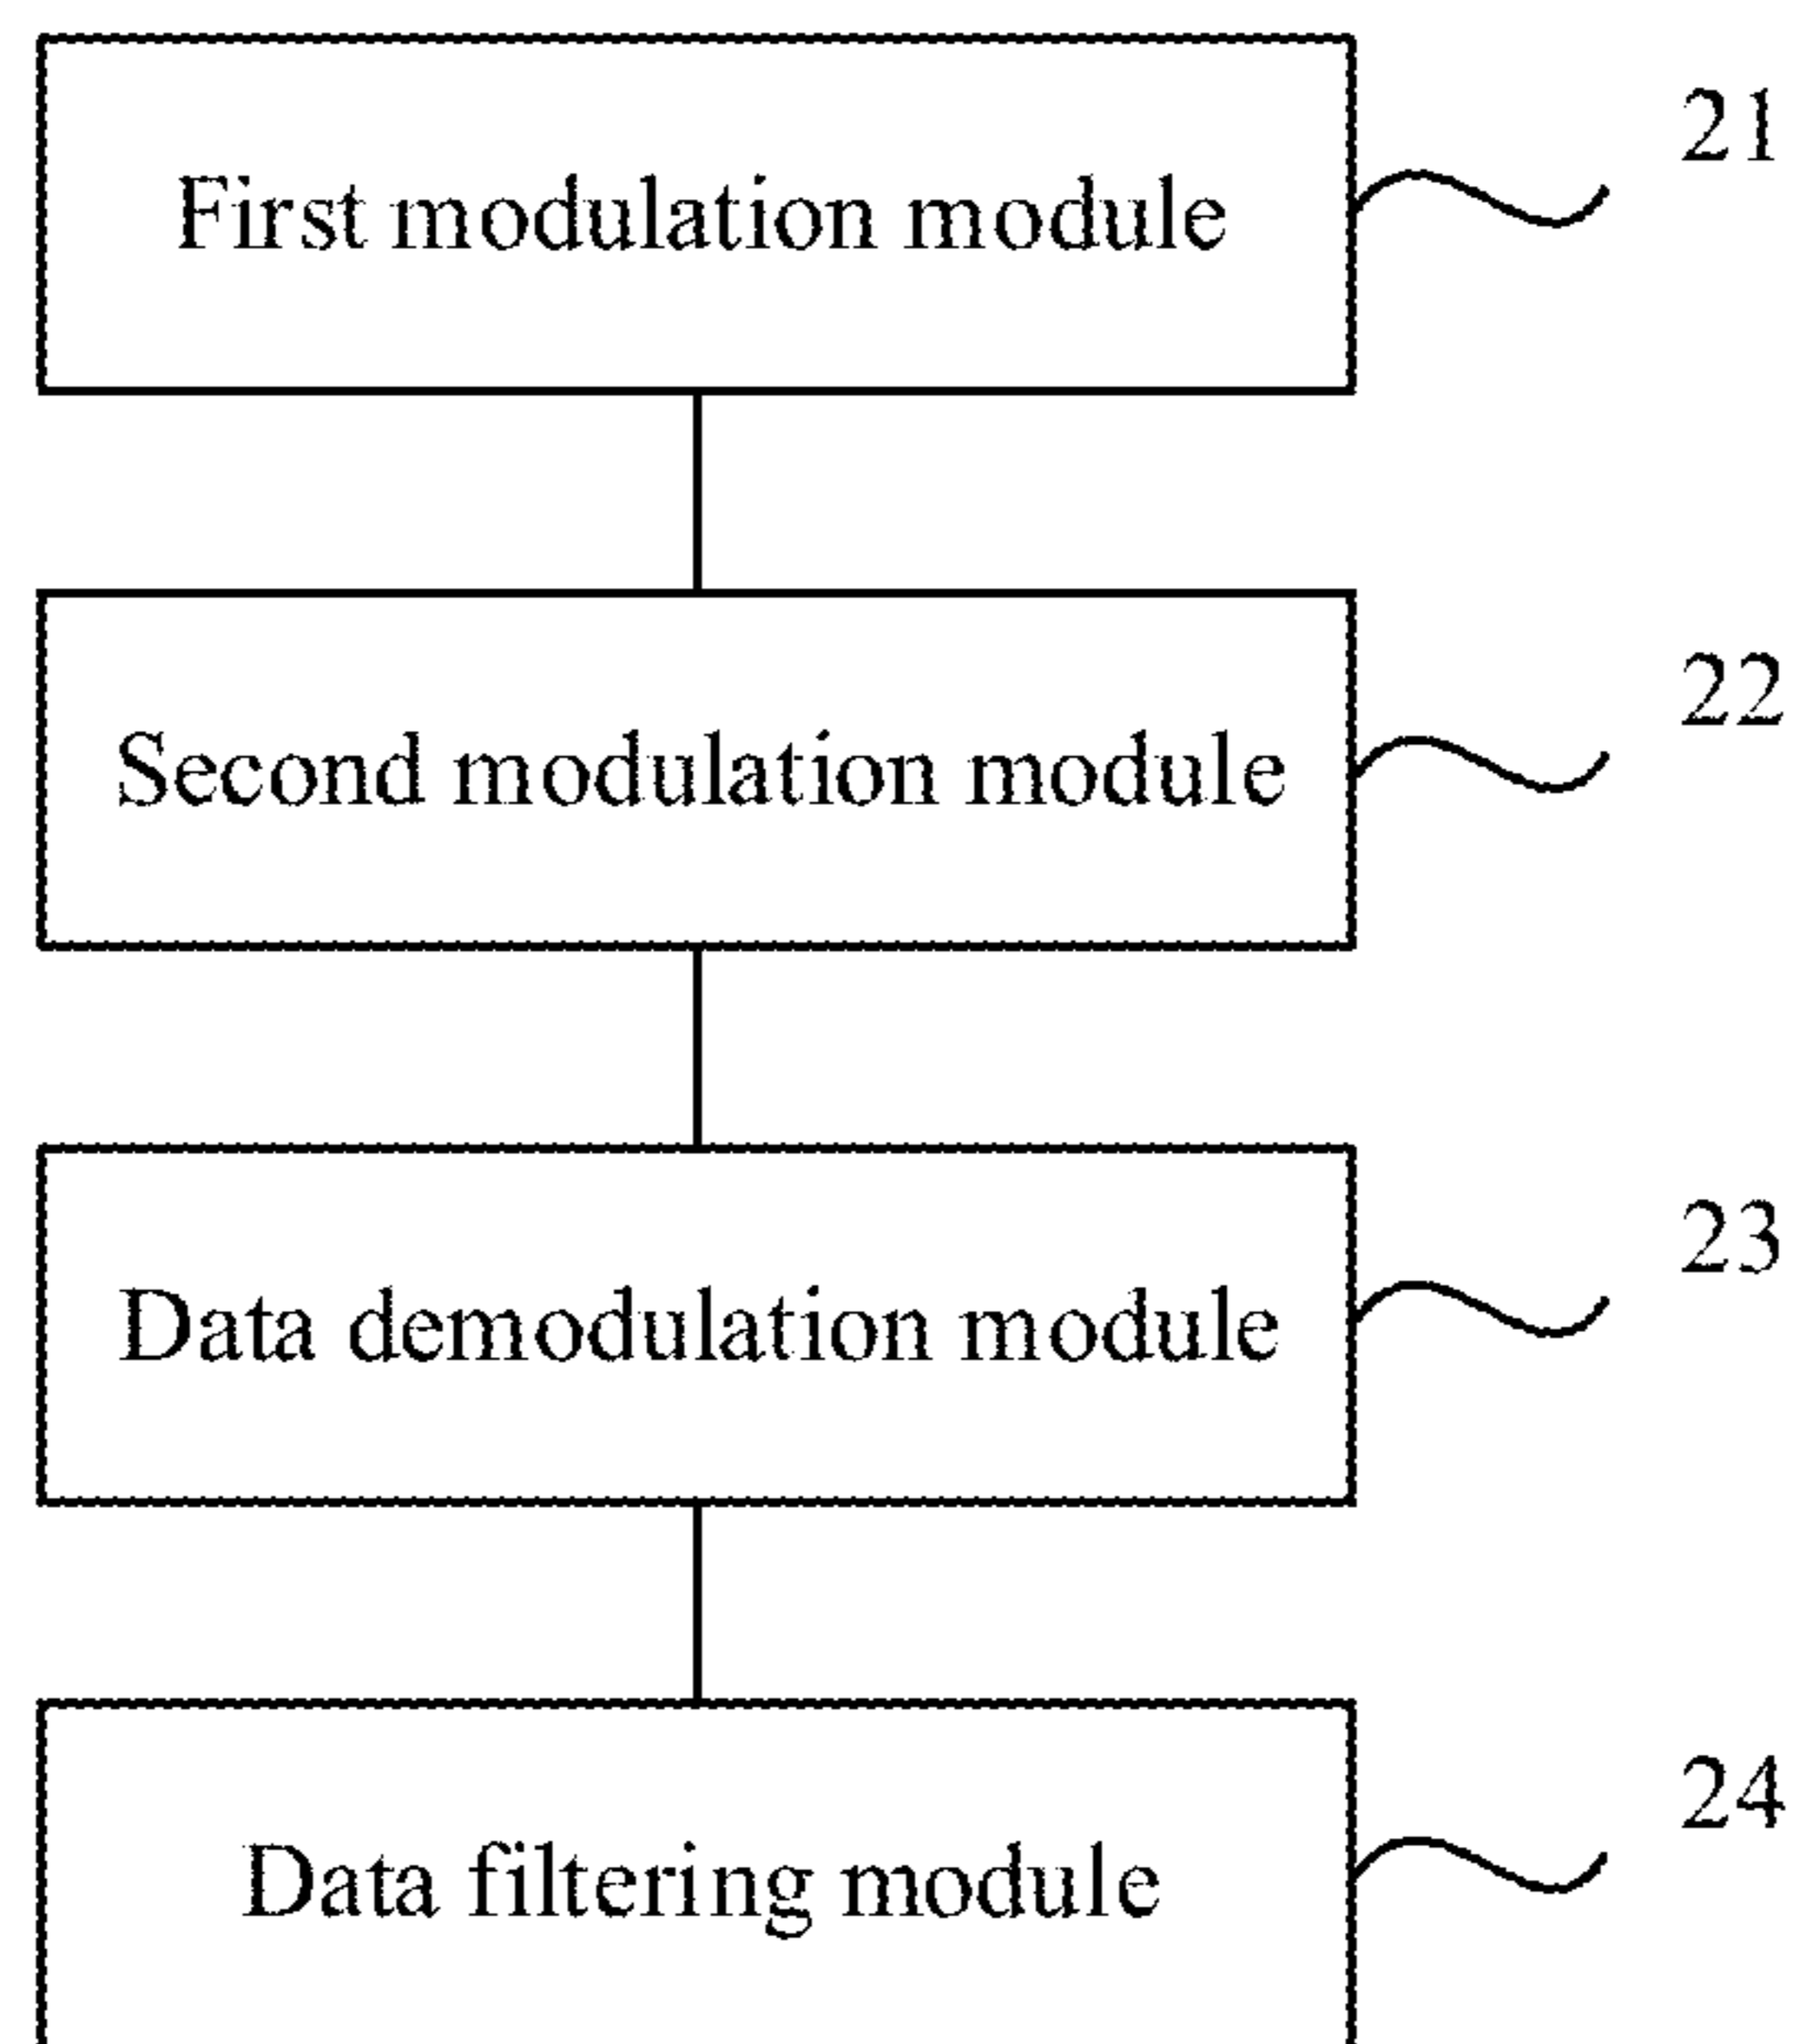 21
First modulation module
22
Second modulation module
23
Data demodulation module
24
Data filtering module